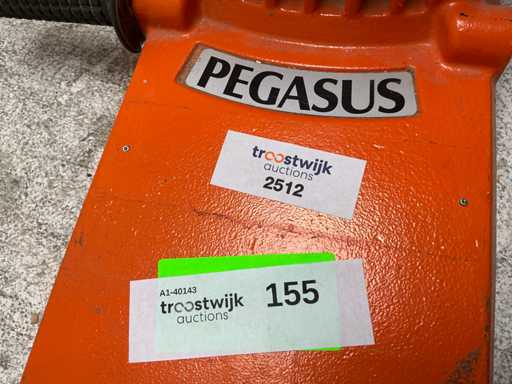 PEGASUS
troostwijk
auctions
2512
A1-40143
troostwijk 155
auctions